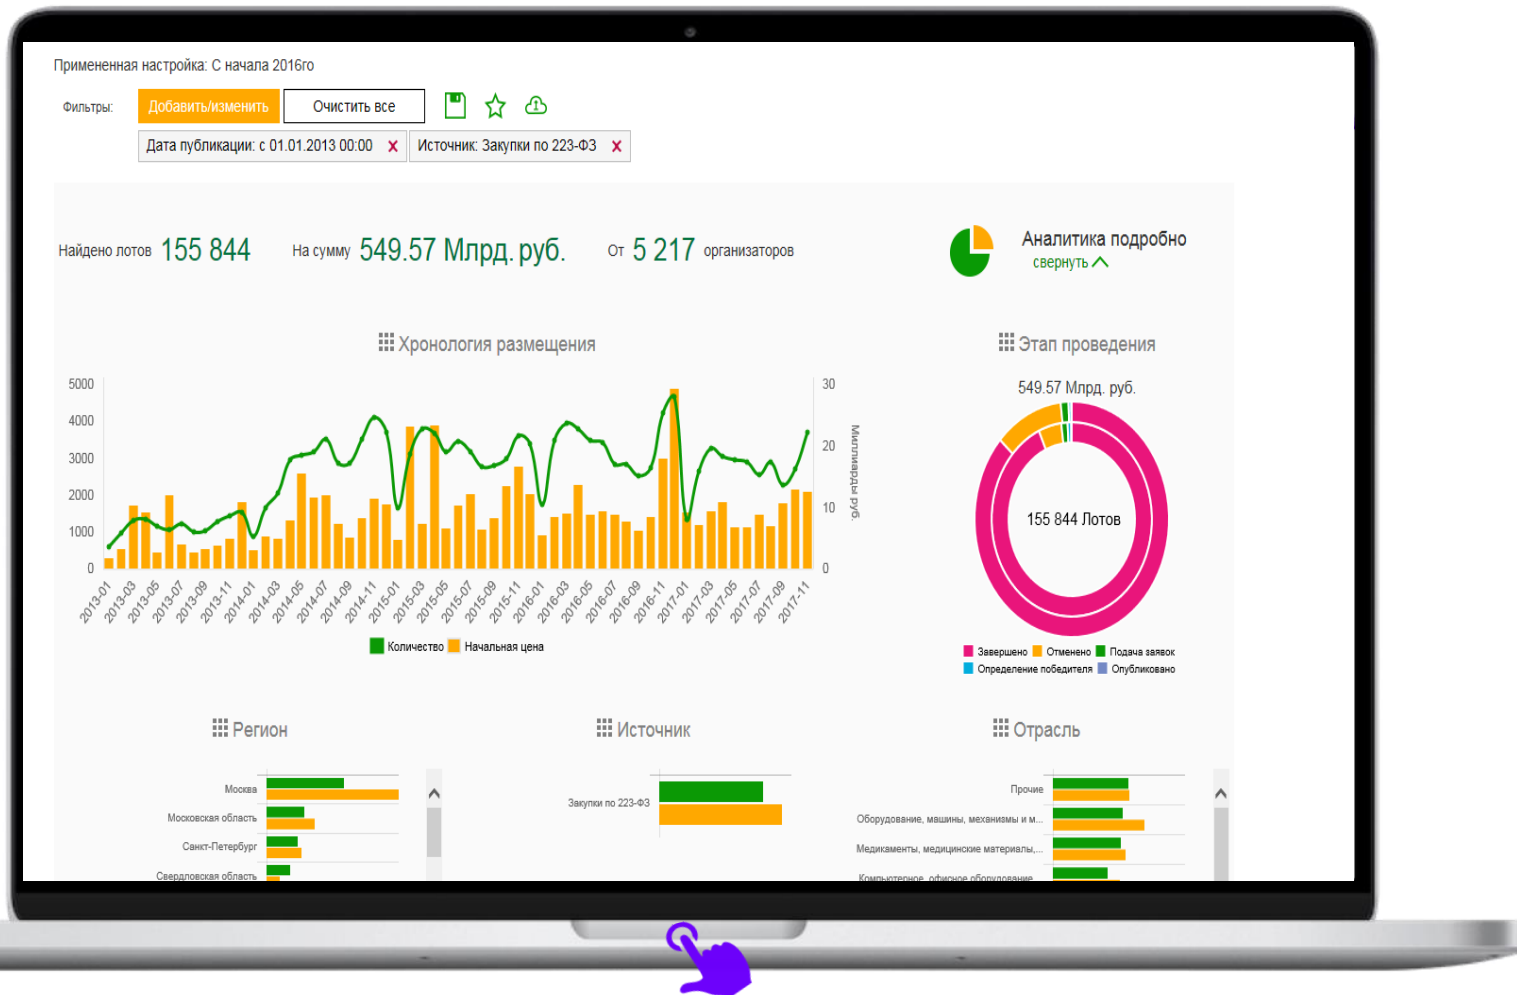 Примененная настройка: С начала 2016го
Фильтры: Добавить/изменить Очистить все
Дата публикации: с 01.01.2013 00:00 x Источник: Закупки по 223-ФЗ x
Найдено лотов 155 844 На сумму 549.57 Млрд. руб. От 5 217 организаторов
Аналитика подробно
свернуть
Хронология размещения
5000
4000
3000
2000
1000
0
30
20
10
0
Миллиарды руб.
2013-01 2013-03 2013-05 2013-07 2013-09 2013-11 2014-01 2014-03 2014-05 2014-07 2014-09 2014-11 2015-01 2015-03 2015-05 2015-07 2015-09 2015-11 2016-01 2016-03 2016-05 2016-07 2016-09 2016-11 2017-01 2017-03 2017-05 2017-07 2017-09 2017-11
Количество Начальная цена
Этап проведения
549.57 Млрд. руб.
155 844 Лотов
Завершено Отменено Подача заявок
Определение победителя Опубликовано
Регион
Москва
Московская область
Санкт-Петербург
Свердловская область
Источник
Закупки по 223-ФЗ
Отрасль
Прочие
Оборудование, машины, механизмы и м...
Медикаменты, медицинские материалы,...
Компьютерное, офисное оборудование,...